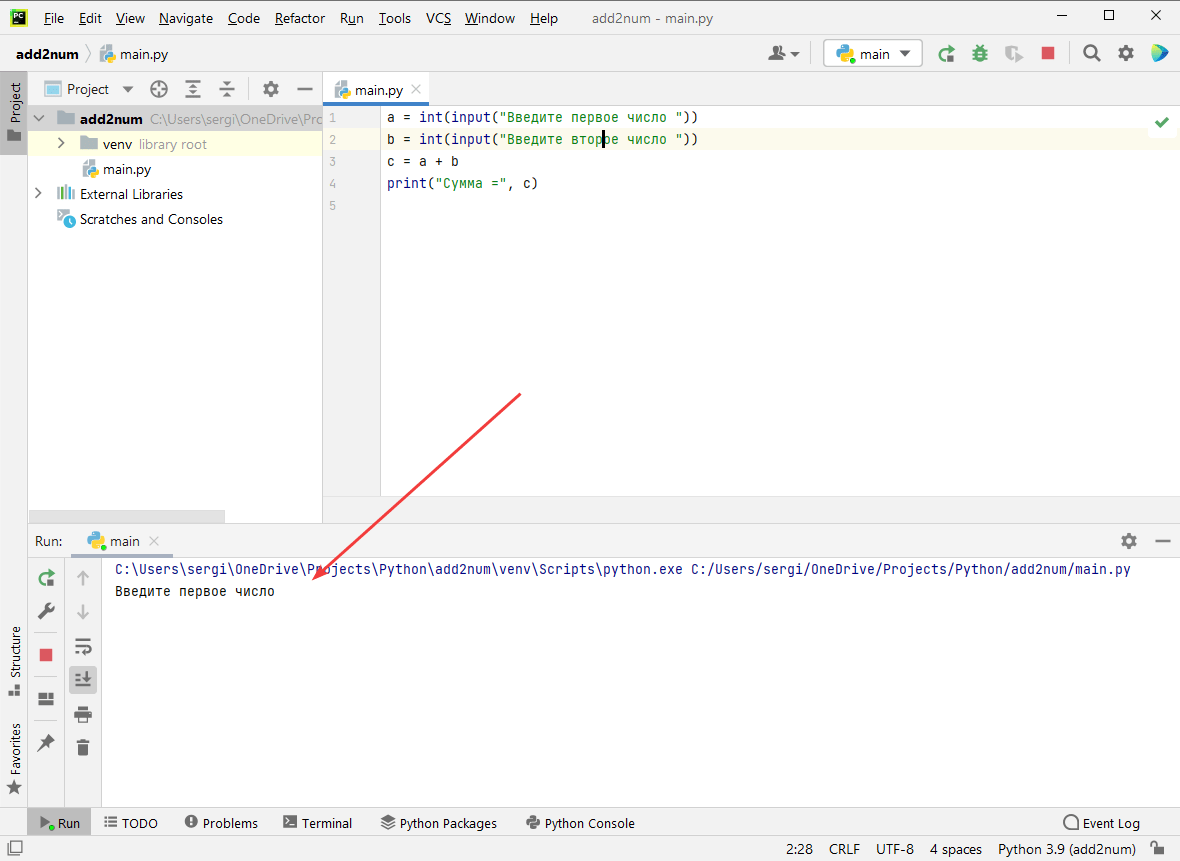 PC File Edit View Navigate Code Refactor Run Tools VCS Window Help add2num - main.py
add2num main.py main
Project Project main.py
add2num C:\Users\sergi\OneDrive\Prc
venv library root
main.py
External Libraries
Scratches and Consoles
1 a = int(input("Введите первое число "))
2 b = int(input("Введите второе число "))
3 c = a + b
4 print("Сумма =", c)
5
Run: main
C:\Users\sergi\OneDrive\Projects\Python\add2num\venv\Scripts\python.exe C:/Users/sergi/OneDrive/Projects/Python/add2num/main.py
Введите первое число
Structure
Favorites
Run TODO Problems Terminal Python Packages Python Console Event Log
2:28 CRLF UTF-8 4 spaces Python 3.9 (add2num)